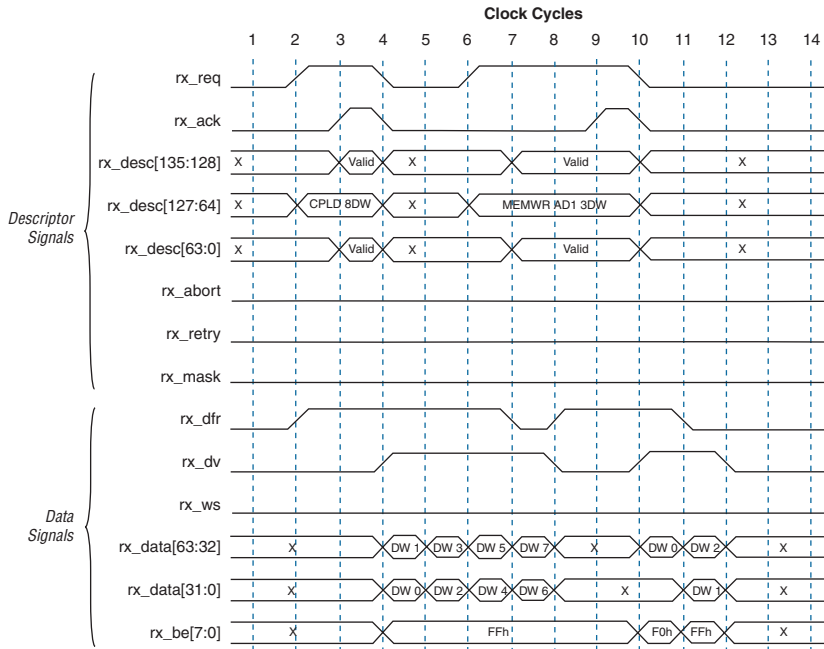 Clock Cycles
1 2 3 4 5 6 7 8 9 10 11 12 13 14
Descriptor
Signals
rx_req
rx_ack
rx_desc[135:128] X Valid X Valid X
rx_desc[127:64] X CPLD 8DW X MEMWR AD1 3DW X
rx_desc[63:0] X Valid X Valid X
rx_abort
rx_retry
rx_mask
Data
Signals
rx_dfr
rx_dv
rx_ws
rx_data[63:32] X DW 1 DW 3 DW 5 DW 7 X DW 0 DW 2 X
rx_data[31:0] X DW 0 DW 2 DW 4 DW 6 X DW 1 X
rx_be[7:0] X FFh F0h FFh X